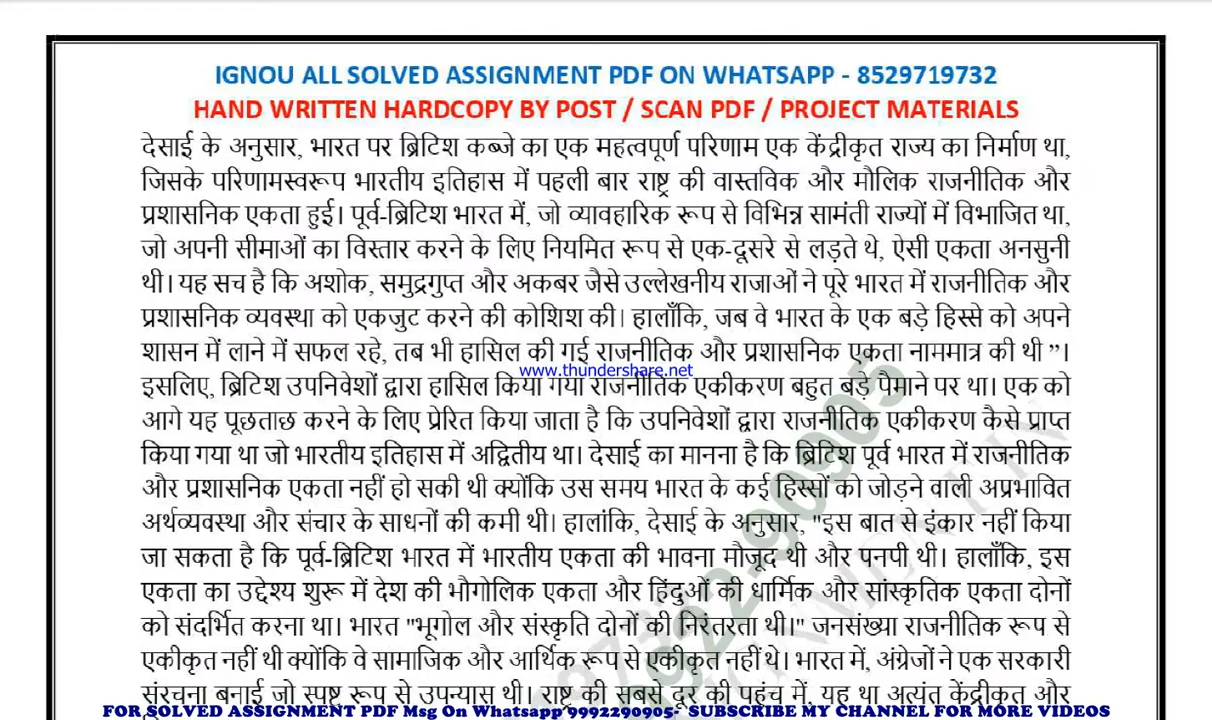 IGNOU ALL SOLVED ASSIGNMENT PDF ON WHATSAPP - 8529719732
HAND WRITTEN HARDCOPY BY POST / SCAN PDF / PROJECT MATERIALS
देसाई के अनुसार, भारत पर ब्रिटिश कब्जे का एक महत्वपूर्ण परिणाम एक केंद्रीकृत राज्य का निर्माण था,
जिसके परिणामस्वरूप भारतीय इतिहास में पहली बार राष्ट्र की वास्तविक और मौलिक राजनीतिक और
प्रशासनिक एकता हुई। पूर्व-ब्रिटिश भारत में, जो व्यावहारिक रूप से विभिन्न सामंती राज्यों में विभाजित था,
जो अपनी सीमाओं का विस्तार करने के लिए नियमित रूप से एक-दूसरे से लड़ते थे, ऐसी एकता अनसुनी
थी। यह सच है कि अशोक, समुद्रगुप्त और अकबर जैसे उल्लेखनीय राजाओं ने पूरे भारत में राजनीतिक और
प्रशासनिक व्यवस्था को एकजुट करने की कोशिश की। हालाँकि, जब वे भारत के एक बड़े हिस्से को अपने
शासन में लाने में सफल रहे, तब भी हासिल की गई राजनीतिक और प्रशासनिक एकता नाममात्र की थी ”।
www.thundershare.net
इसलिए, ब्रिटिश उपनिवेशों द्वारा हासिल किया गया राजनीतिक एकीकरण बहुत बड़े पैमाने पर था। एक को
आगे यह पूछताछ करने के लिए प्रेरित किया जाता है कि उपनिवेशों द्वारा राजनीतिक एकीकरण कैसे प्राप्त
किया गया था जो भारतीय इतिहास में अद्वितीय था। देसाई का मानना है कि ब्रिटिश पूर्व भारत में राजनीतिक
और प्रशासनिक एकता नहीं हो सकी थी क्योंकि उस समय भारत के कई हिस्सों को जोड़ने वाली अप्रभावित
अर्थव्यवस्था और संचार के साधनों की कमी थी। हालांकि, देसाई के अनुसार, "इस बात से इंकार नहीं किया
जा सकता है कि पूर्व-ब्रिटिश भारत में भारतीय एकता की भावना मौजूद थी और पनपी थी। हालाँकि, इस
एकता का उद्देश्य शुरू में देश की भौगोलिक एकता और हिंदुओं की धार्मिक और सांस्कृतिक एकता दोनों
को संदर्भित करना था। भारत "भूगोल और संस्कृति दोनों की निरंतरता थी।" जनसंख्या राजनीतिक रूप से
एकीकृत नहीं थी क्योंकि वे सामाजिक और आर्थिक रूप से एकीकृत नहीं थे। भारत में, अंग्रेजों ने एक सरकारी
संरचना बनाई जो स्पष्ट रूप से उपन्यास थी। राष्ट्र की सबसे दूर की पहुंच में, यह था अत्यंत केंद्रीकृत और
FOR SOLVED ASSIGNMENT PDF Msg On Whatsapp 9992290905- SUBSCRIBE MY CHANNEL FOR MORE VIDEOS